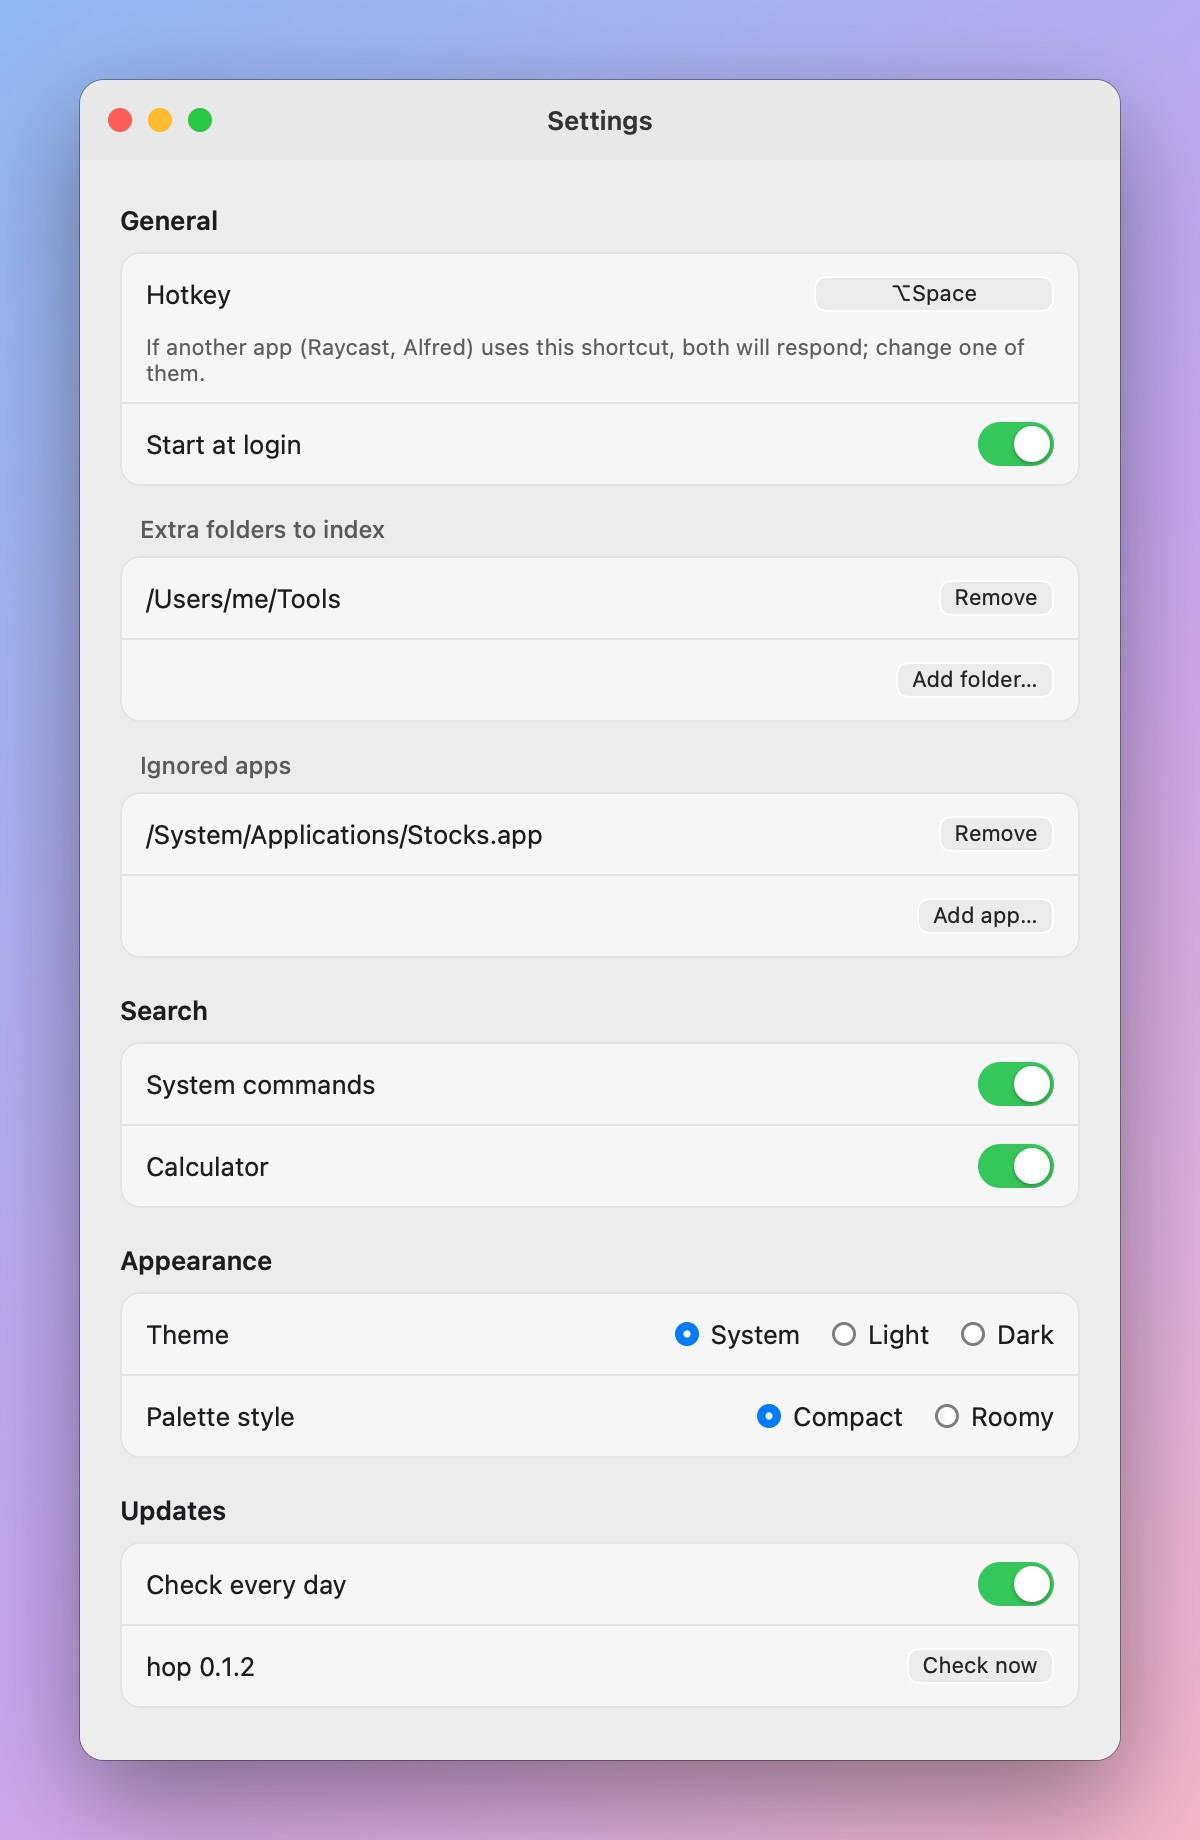 Settings
General
Hotkey
⌥Space
If another app (Raycast, Alfred) uses this shortcut, both will respond; change one of
them.
Start at login
Extra folders to index
/Users/me/Tools
Remove
Add folder...
Ignored apps
/System/Applications/Stocks.app
Remove
Add app...
Search
System commands
Calculator
Appearance
Theme
System
Light
Dark
Palette style
Compact
Roomy
Updates
Check every day
hop 0.1.2
Check now